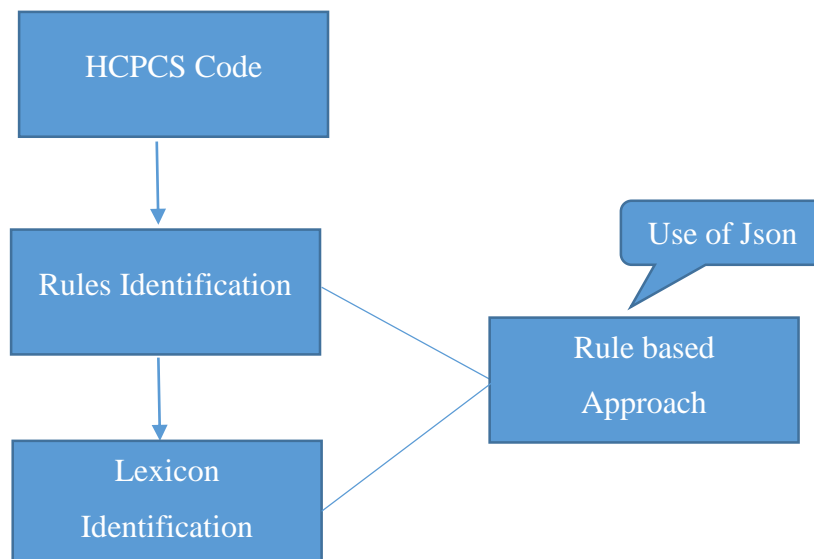 HCPCS Code
Use of Json
Rules Identification
Rule based
Approach
Lexicon
Identification